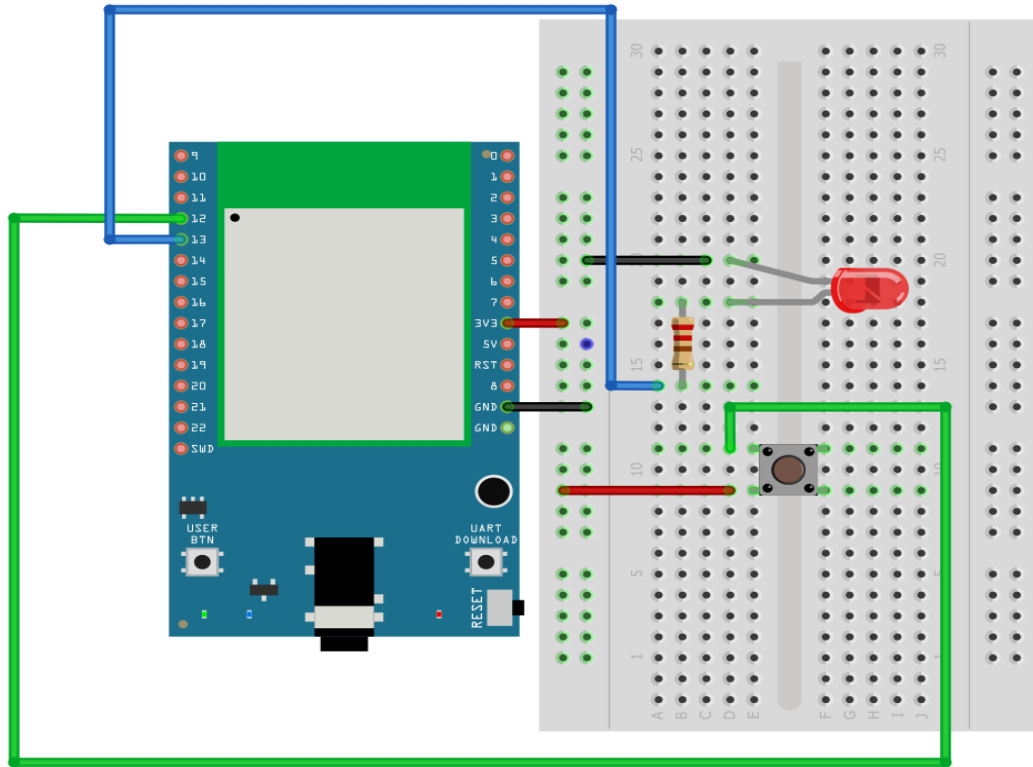 30 30
25 25
9 0
10 1
11 2
12 3
13 4
14 5 20 20
15 6
16 7
17 3V3
18 5V
19 RST 15 15
20 8
21 GND
22 GND
SWD
10 10
USER
BTN
UART
DOWNLOAD
5 5
RESET
1 1
A B C D E F G H I J